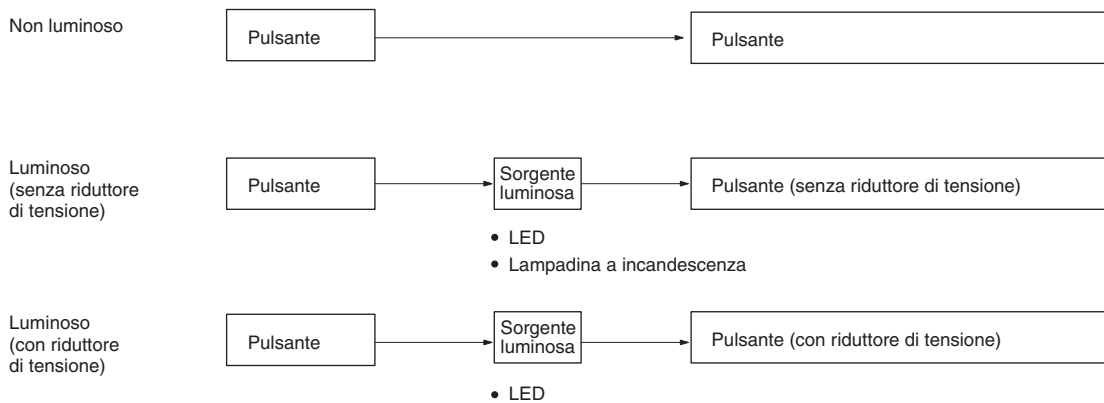 Non luminoso
Pulsante
Pulsante
Luminoso
(senza riduttore
di tensione)
Pulsante
Sorgente
luminosa
Pulsante (senza riduttore di tensione)
• LED
• Lampadina a incandescenza
Luminoso
(con riduttore
di tensione)
Pulsante
Sorgente
luminosa
Pulsante (con riduttore di tensione)
• LED